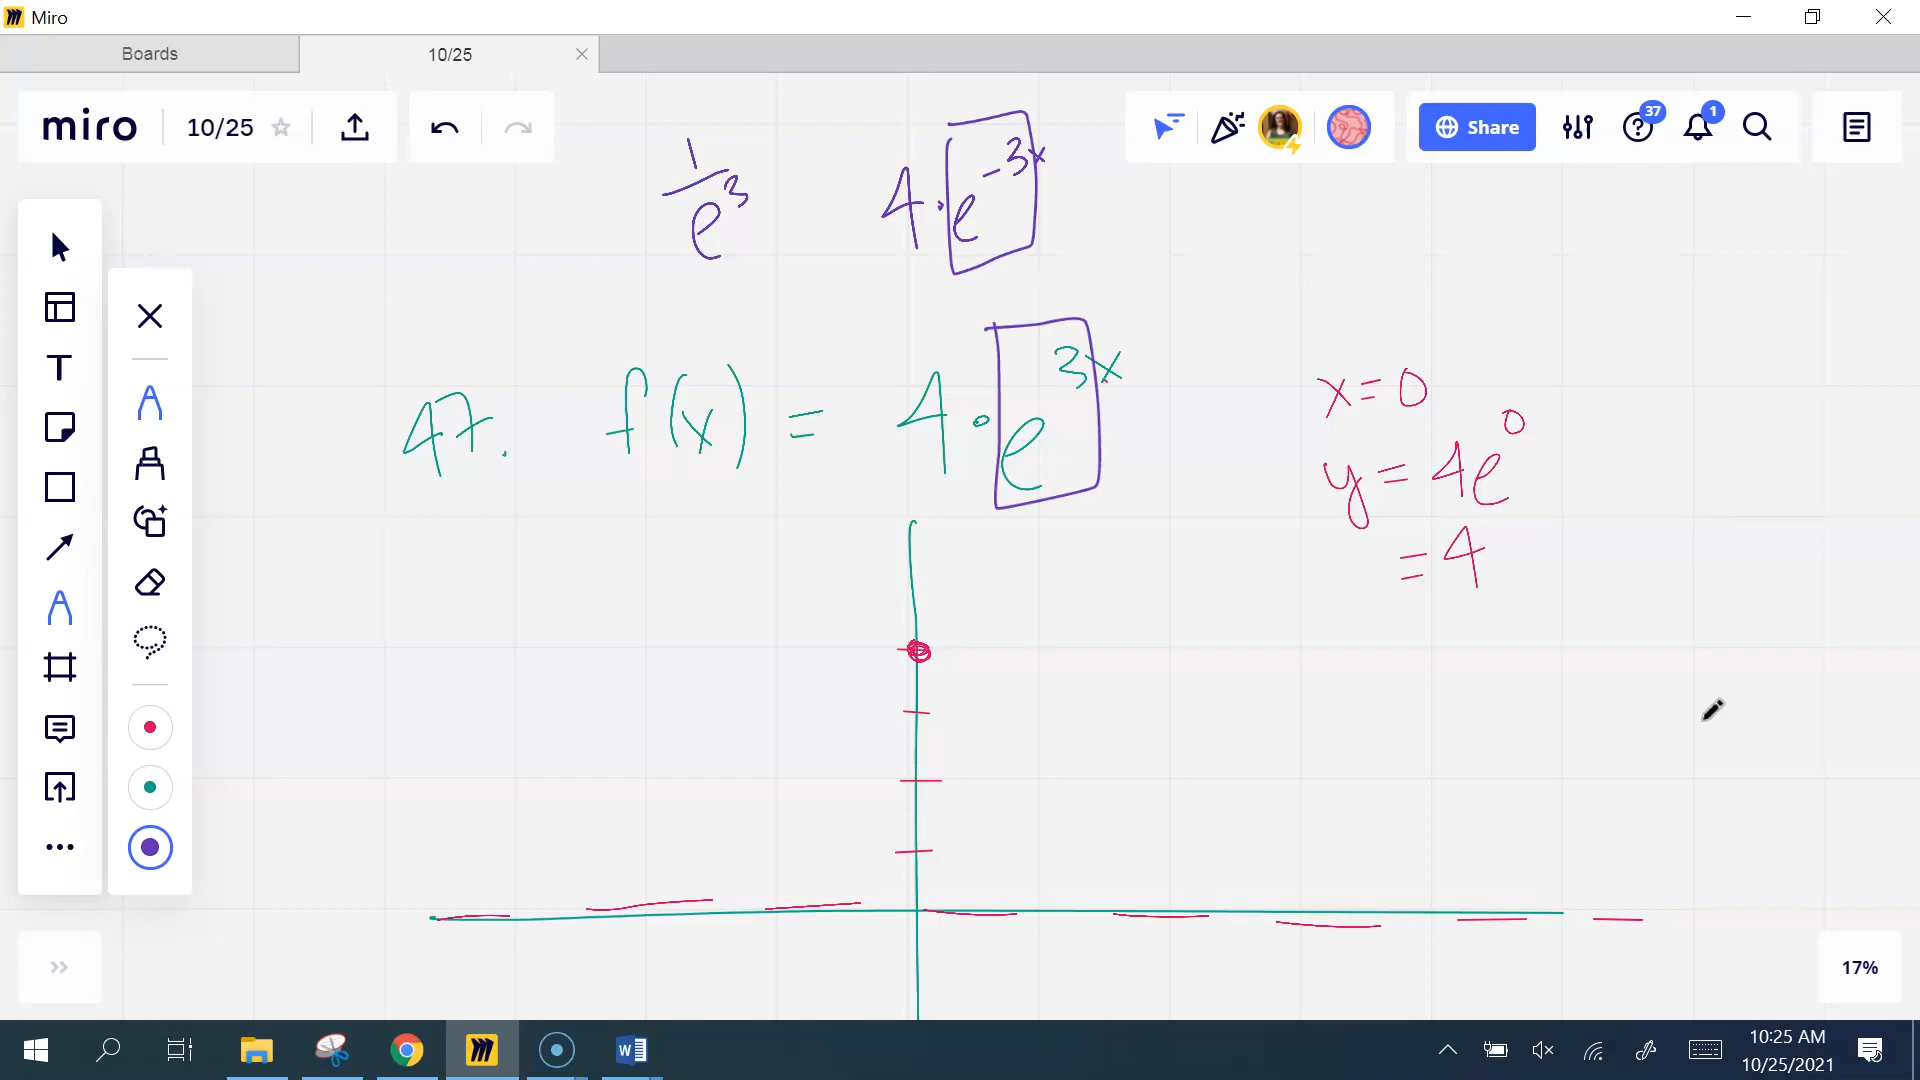 Miro
Boards
10/25
miro
10/25
Share
37
1
1/e³
4·e^-3x
47. f(x) = 4·e^3x
x = 0
y = 4e^0
= 4
T
17%
10:25 AM
10/25/2021